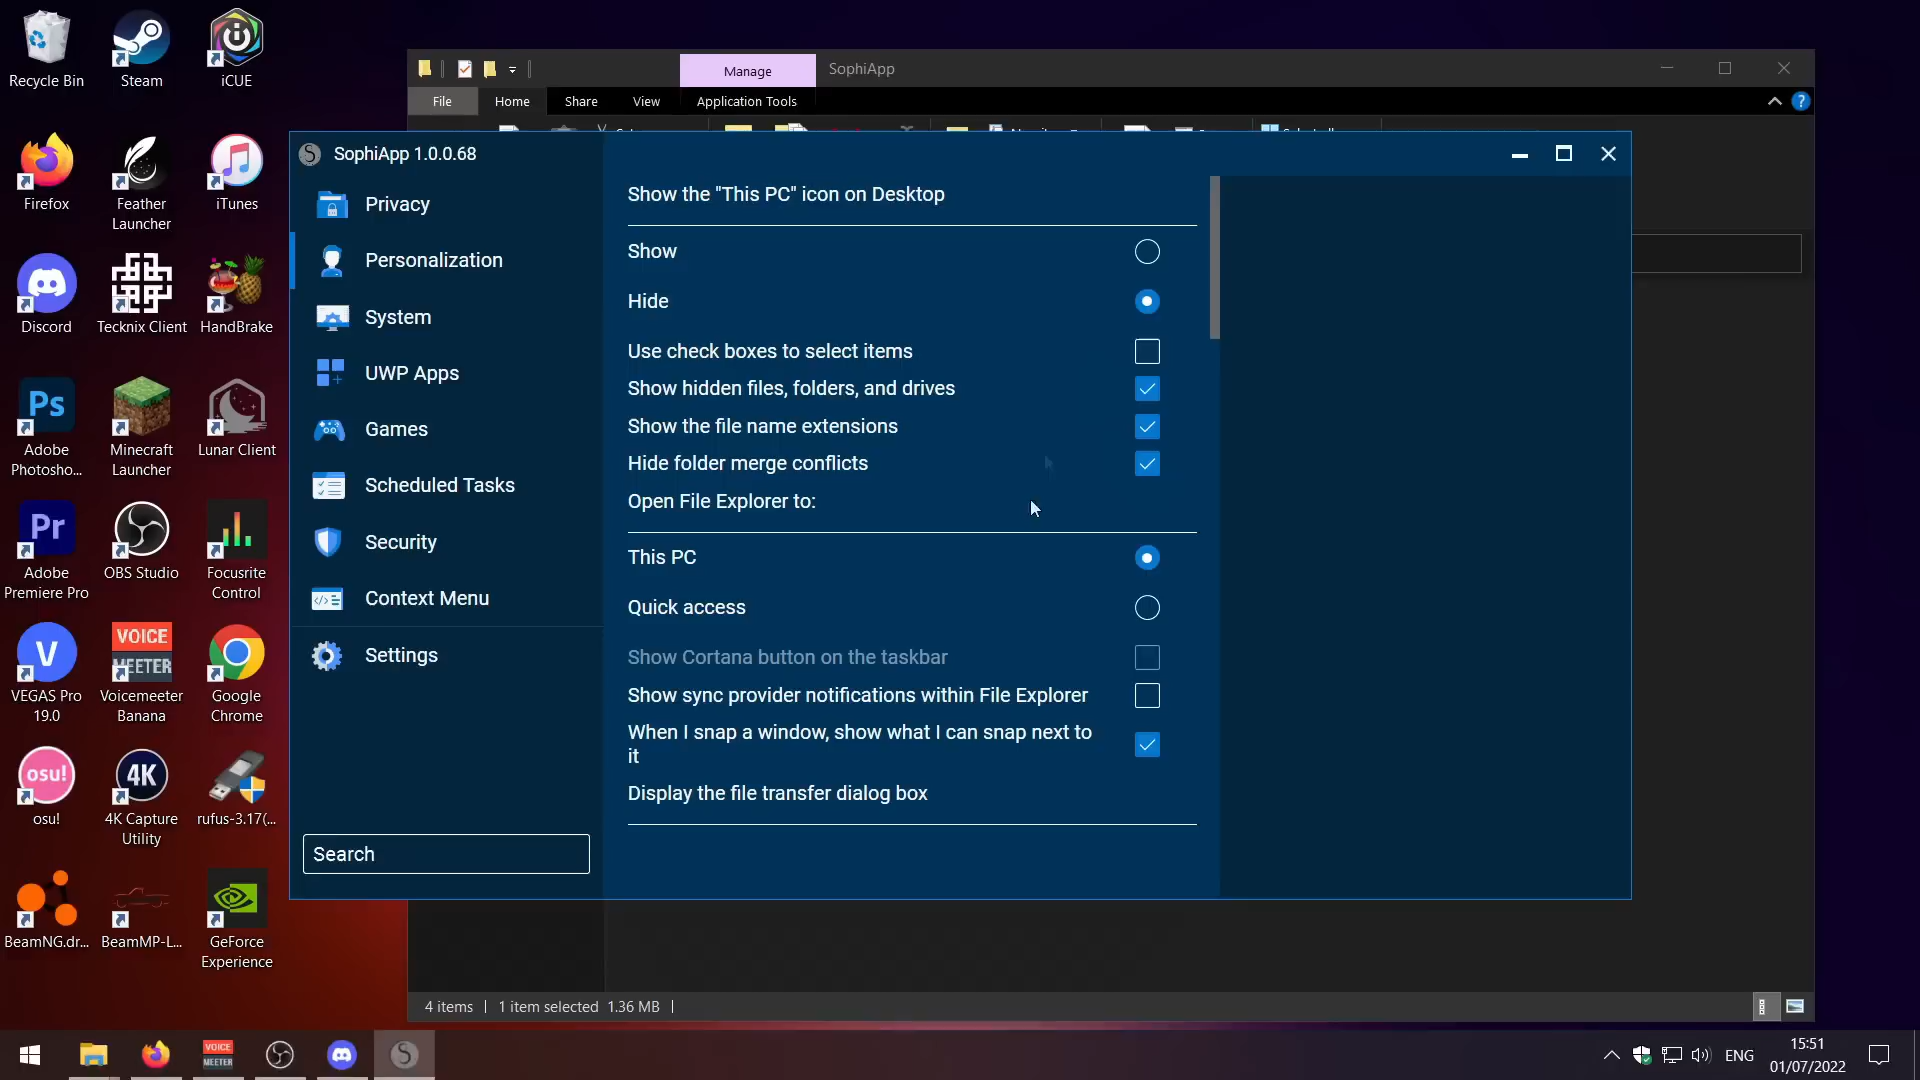 Recycle Bin
Steam
iCUE
Firefox
Feather
Launcher
iTunes
Discord
Tecknix Client
HandBrake
Ps
Adobe
Photosho...
Minecraft
Launcher
Lunar Client
Pr
Adobe
Premiere Pro
OBS Studio
Focusrite
Control
V
VEGAS Pro
19.0
VOICE
MEETER
Voicemeeter
Banana
Google
Chrome
osu!
osu!
4K
4K Capture
Utility
rufus-3.17(...
BeamNG.dr...
BeamMP-L...
GeForce
Experience
Manage
SophiApp
File
Home
Share
View
Application Tools
?
SophiApp 1.0.0.68
Privacy
Personalization
System
UWP Apps
Games
Scheduled Tasks
Security
Context Menu
Settings
Search
Show the "This PC" icon on Desktop
Show
Hide
Use check boxes to select items
Show hidden files, folders, and drives
Show the file name extensions
Hide folder merge conflicts
Open File Explorer to:
This PC
Quick access
Show Cortana button on the taskbar
Show sync provider notifications within File Explorer
When I snap a window, show what I can snap next to
it
Display the file transfer dialog box
4 items
1 item selected 1.36 MB
VOICE
MEETER
ENG
15:51
01/07/2022